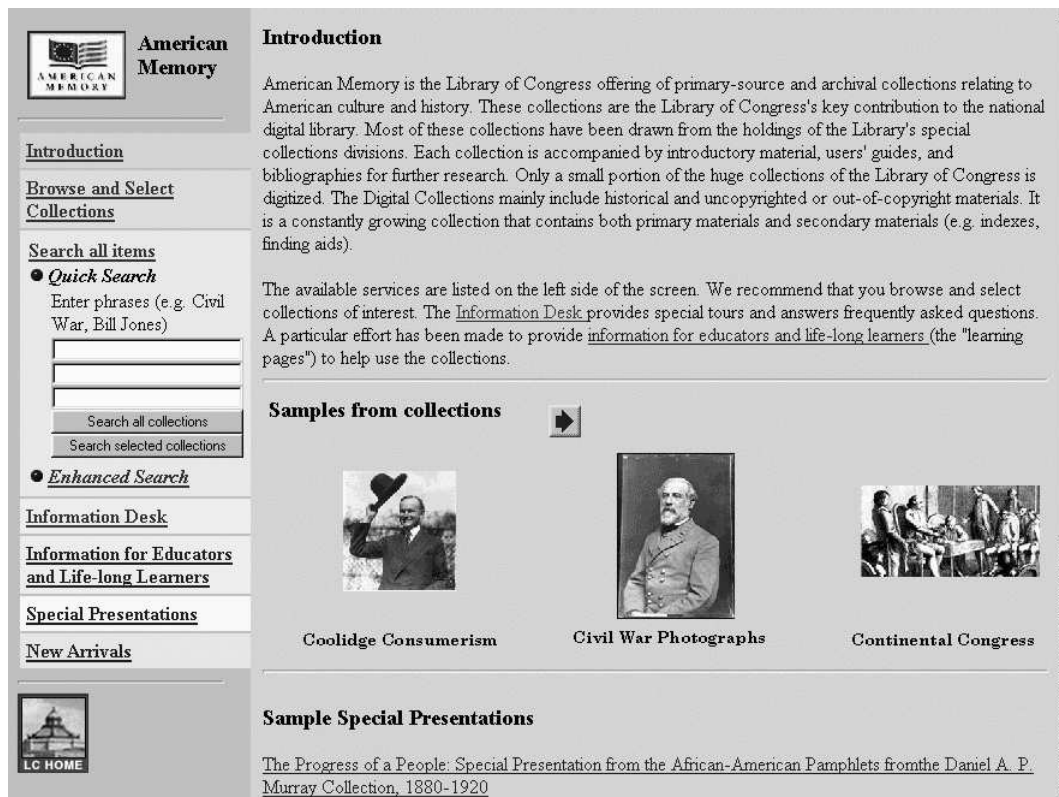 AMERICAN
MEMORY
American
Memory
Introduction
Browse and Select
Collections
Search all items
Quick Search
Enter phrases (e.g. Civil
War, Bill Jones)
Search all collections
Search selected collections
Enhanced Search
Information Desk
Information for Educators
and Life-long Learners
Special Presentations
New Arrivals
LC HOME
Introduction
American Memory is the Library of Congress offering of primary-source and archival collections relating to
American culture and history. These collections are the Library of Congress's key contribution to the national
digital library. Most of these collections have been drawn from the holdings of the Library's special
collections divisions. Each collection is accompanied by introductory material, users' guides, and
bibliographies for further research. Only a small portion of the huge collections of the Library of Congress is
digitized. The Digital Collections mainly include historical and uncopyrighted or out-of-copyright materials. It
is a constantly growing collection that contains both primary materials and secondary materials (e.g. indexes,
finding aids).
The available services are listed on the left side of the screen. We recommend that you browse and select
collections of interest. The Information Desk provides special tours and answers frequently asked questions.
A particular effort has been made to provide information for educators and life-long learners (the "learning
pages") to help use the collections.
Samples from collections
Coolidge Consumerism
Civil War Photographs
Continental Congress
Sample Special Presentations
The Progress of a People: Special Presentation from the African-American Pamphlets fromthe Daniel A. P.
Murray Collection, 1880-1920